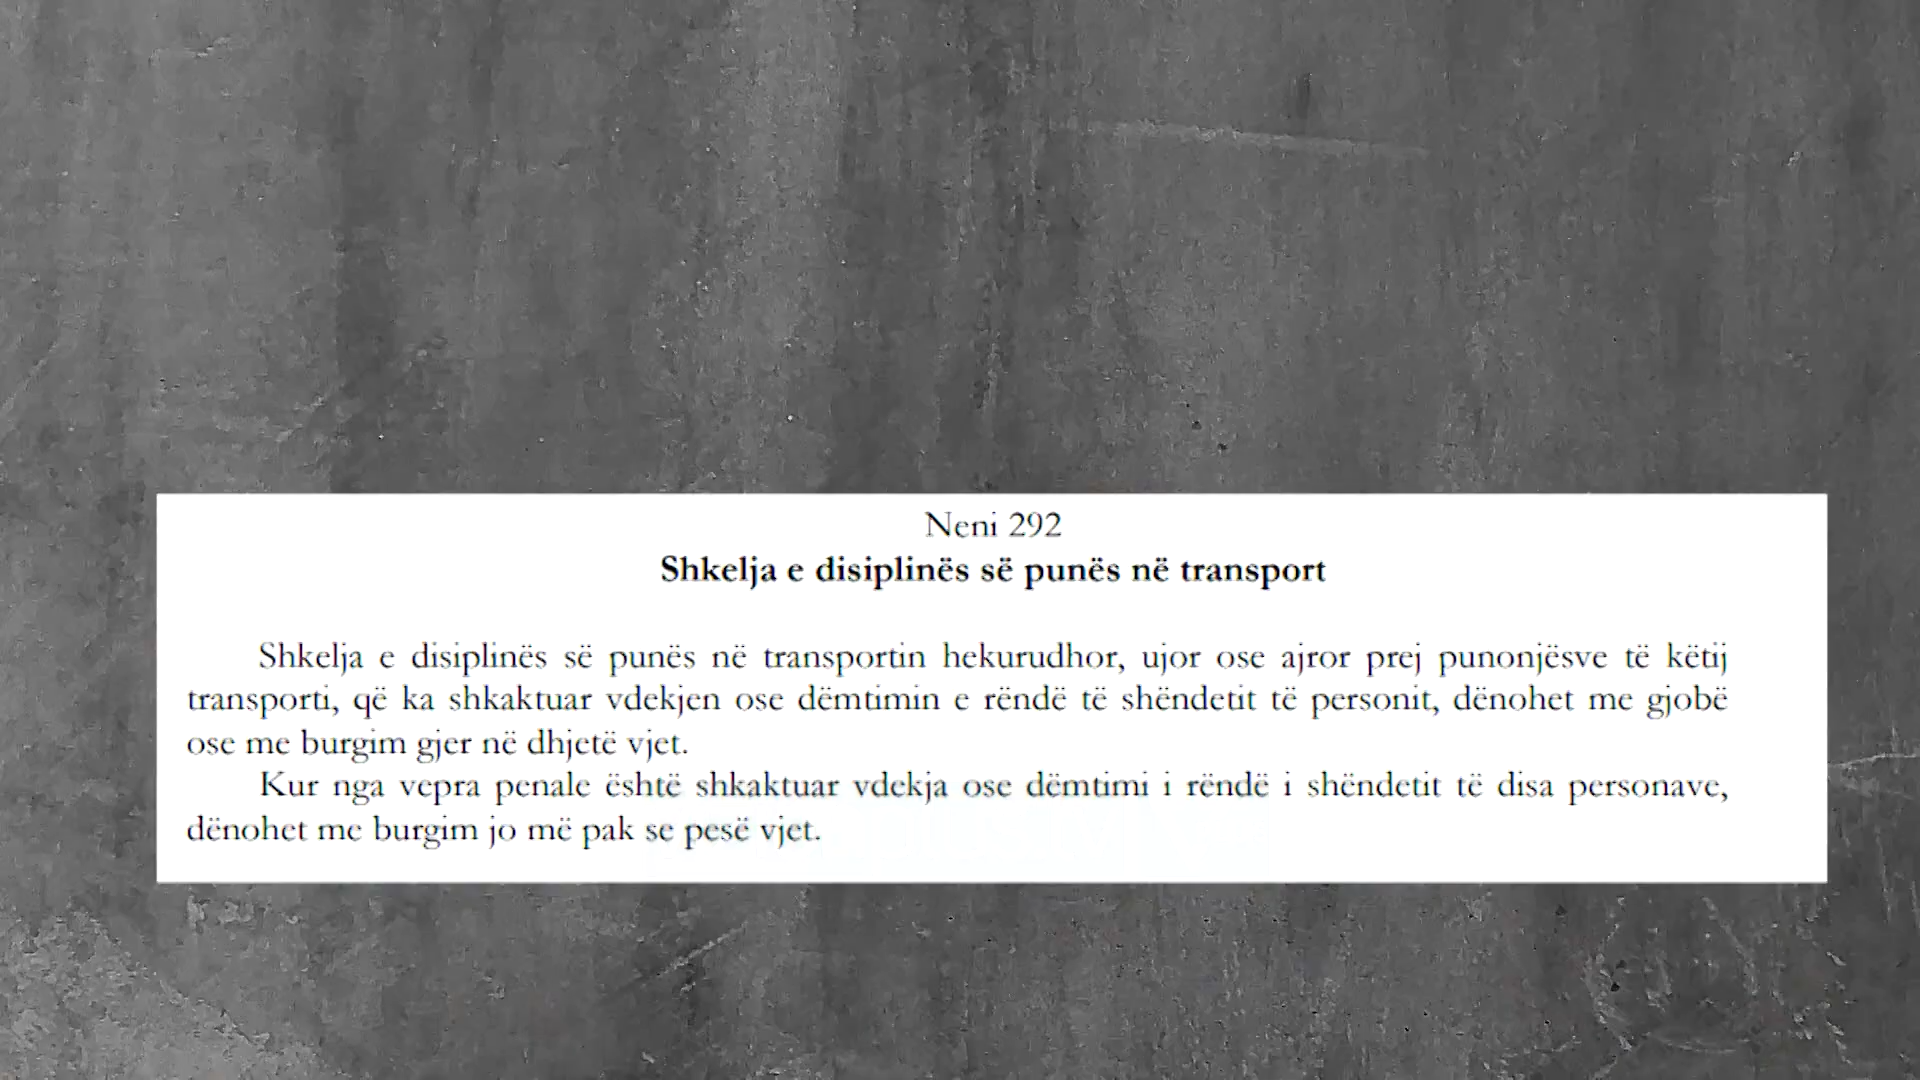 Neni 292
Shkelja e disiplinës së punës në transport
Shkelja e disiplinës së punës në transportin hekurudhor, ujor ose ajror prej punonjësve të këtij
transporti, që ka shkaktuar vdekjen ose dëmtimin e rëndë të shëndetit të personit, dënohet me gjobë
ose me burgim gjer në dhjetë vjet.
Kur nga vepra penale është shkaktuar vdekja ose dëmtimi i rëndë i shëndetit të disa personave,
dënohet me burgim jo më pak se pesë vjet.